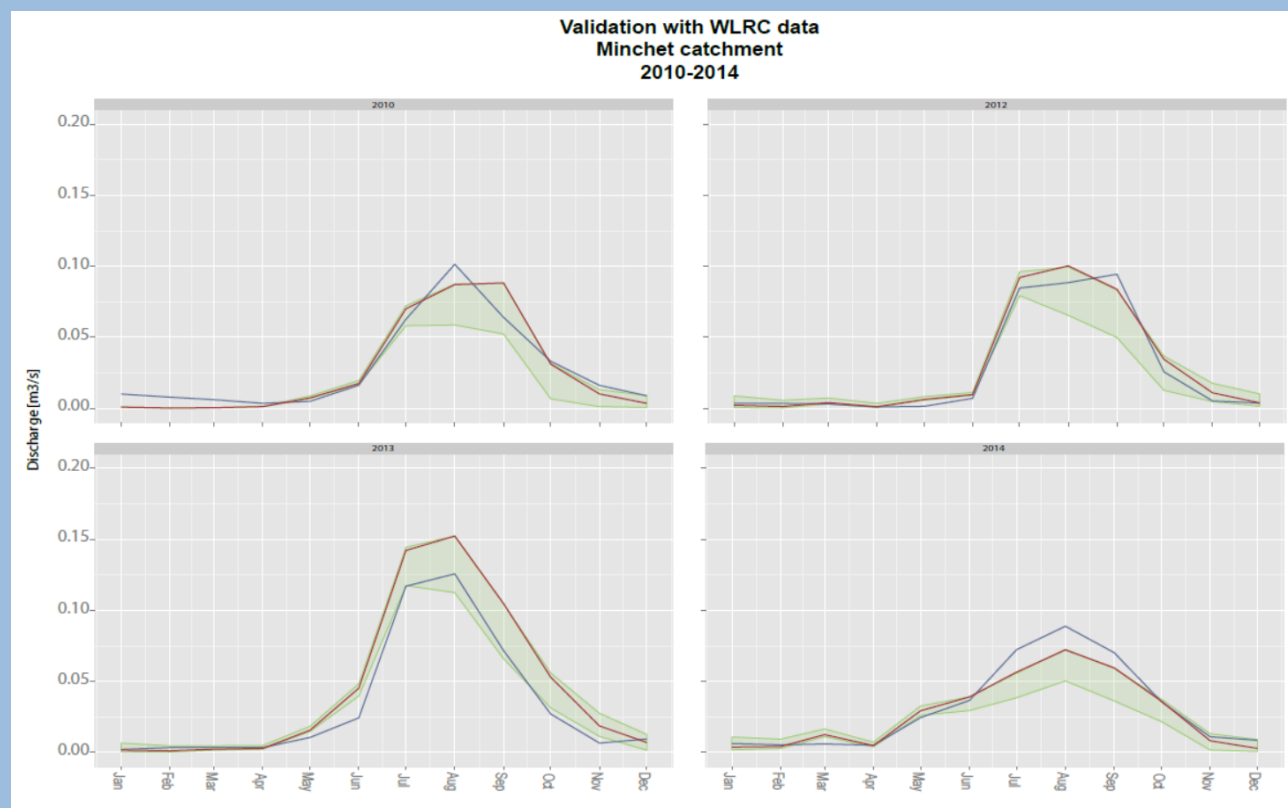 Validation with WLRC data
Minchet catchment
2010-2014
2010
2012
0.20
0.15
0.10
0.05
0.00
Discharge[m3/s]
2013
2014
0.20
0.15
0.10
0.05
0.00
Jan
Feb
Mar
Apr
May
Jun
Jul
Aug
Sep
Oct
Nov
Dec
Jan
Feb
Mar
Apr
May
Jun
Jul
Aug
Sep
Oct
Nov
Dec